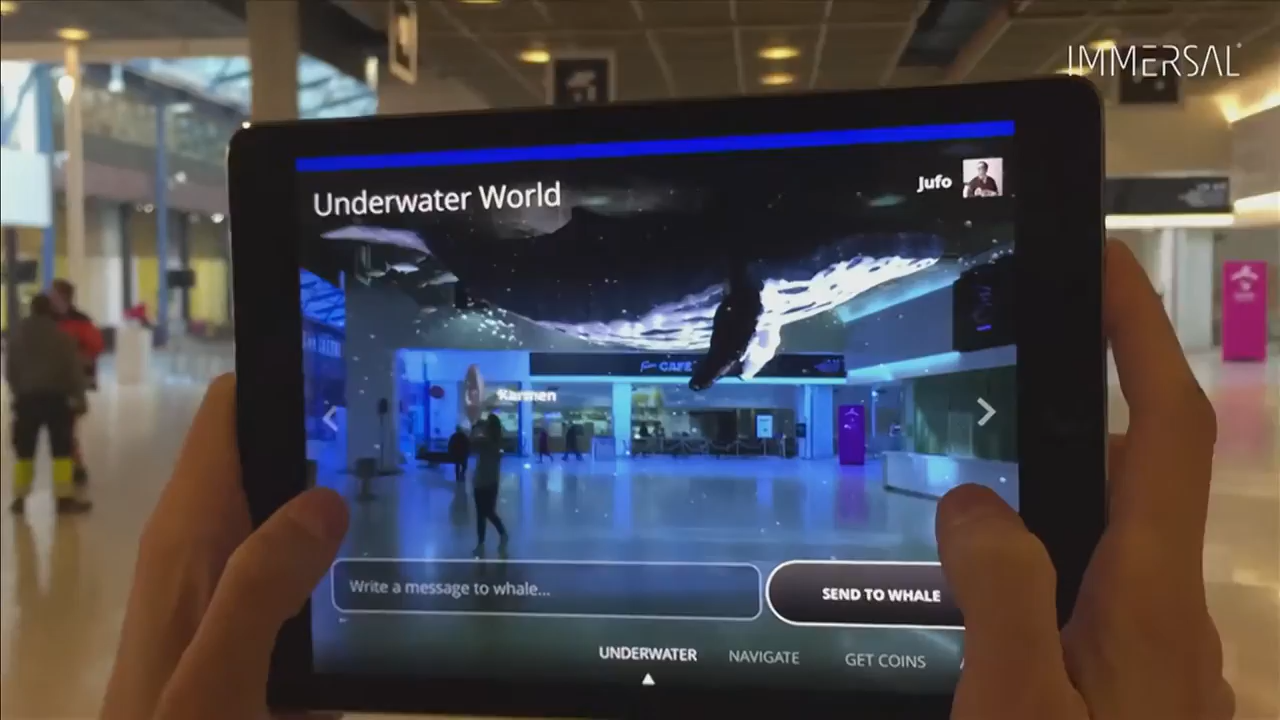 IMMERSAL
Underwater World
Jufo
CAFE
Karmen
Write a message to whale...
SEND TO WHALE
UNDERWATER
NAVIGATE
GET COINS